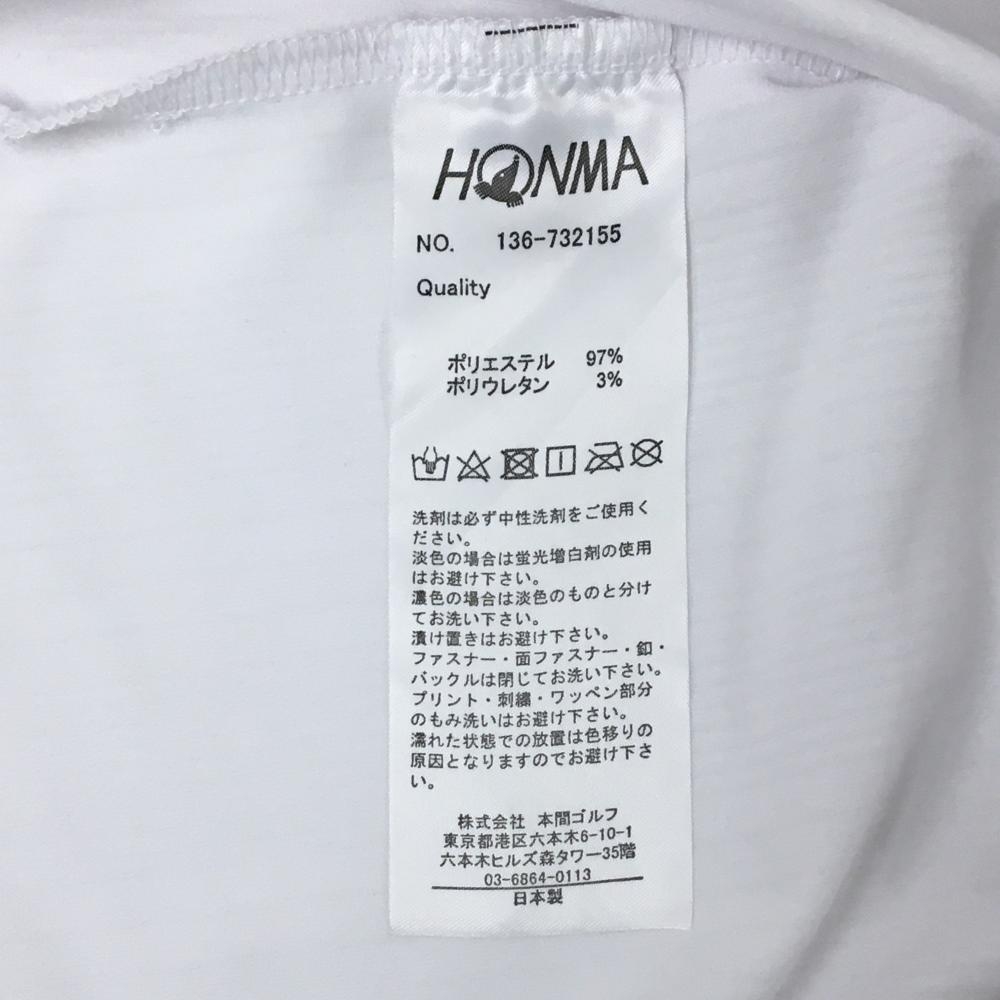 HONMA
NO. 136-732155
Quality
ポリエステル 97%
ポリウレタン 3%
洗剤は必ず中性洗剤をご使用く
ださい。
淡色の場合は蛍光増白剤の使用
はお避け下さい。
濃色の場合は淡色のものと分け
てお洗い下さい。
漬け置きはお避け下さい。
ファスナー・面ファスナー・釦・
バックルは閉じてお洗い下さい。
プリント・刺繍・ワッペン部分
のもみ洗いはお避け下さい。
濡れた状態での放置は色移りの
原因となりますのでお避け下さ
い。
株式会社 本間ゴルフ
東京都港区六本木6-10-1
六本木ヒルズ森タワー35階
03-6864-0113
日本製